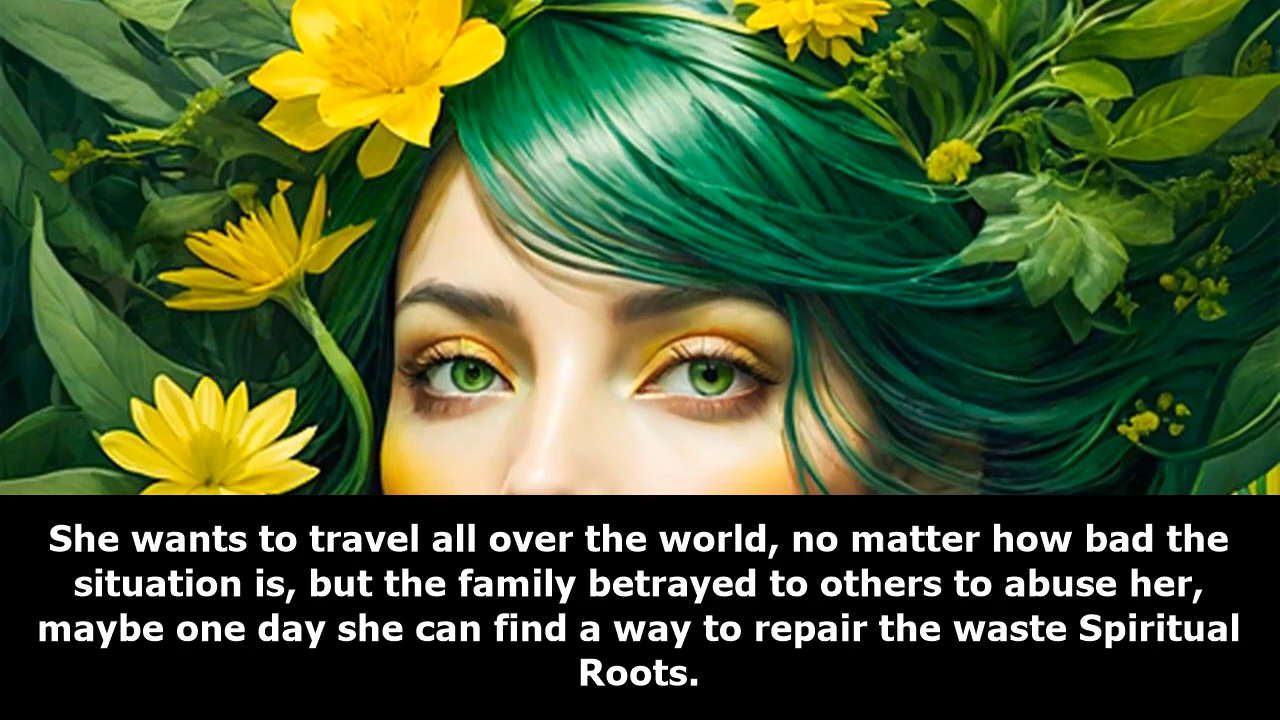 She wants to travel all over the world, no matter how bad the
situation is, but the family betrayed to others to abuse her,
maybe one day she can find a way to repair the waste Spiritual
Roots.